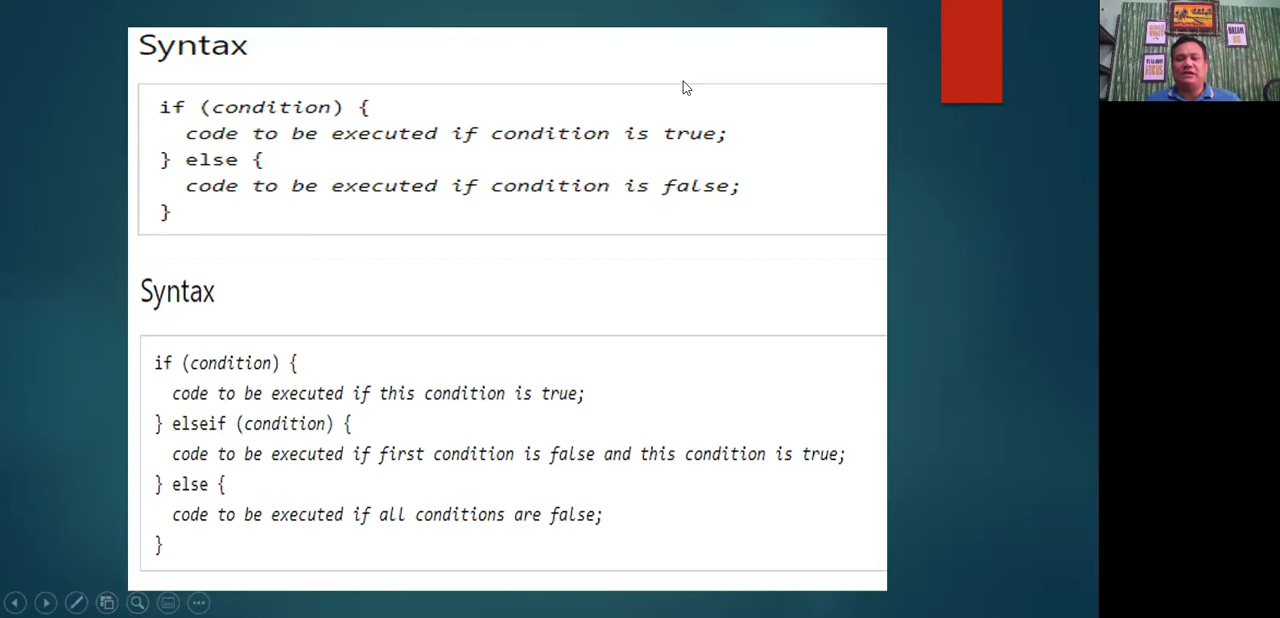 Syntax
if (condition) {
code to be executed if condition is true;
} else {
code to be executed if condition is false;
}
Syntax
if (condition) {
code to be executed if this condition is true;
} elseif (condition) {
code to be executed if first condition is false and this condition is true;
} else {
code to be executed if all conditions are false;
}
DREAM
BIG
FOCUS